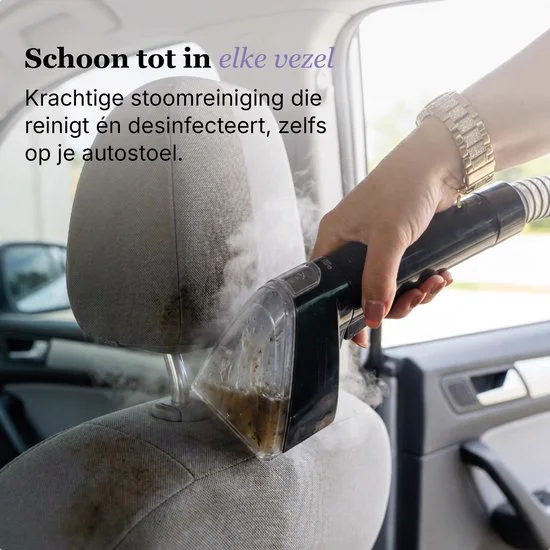 Schoon tot in elke vezel
Krachtige stoomreiniging die
reinigt én desinfecteert, zelfs
op je autostoel.